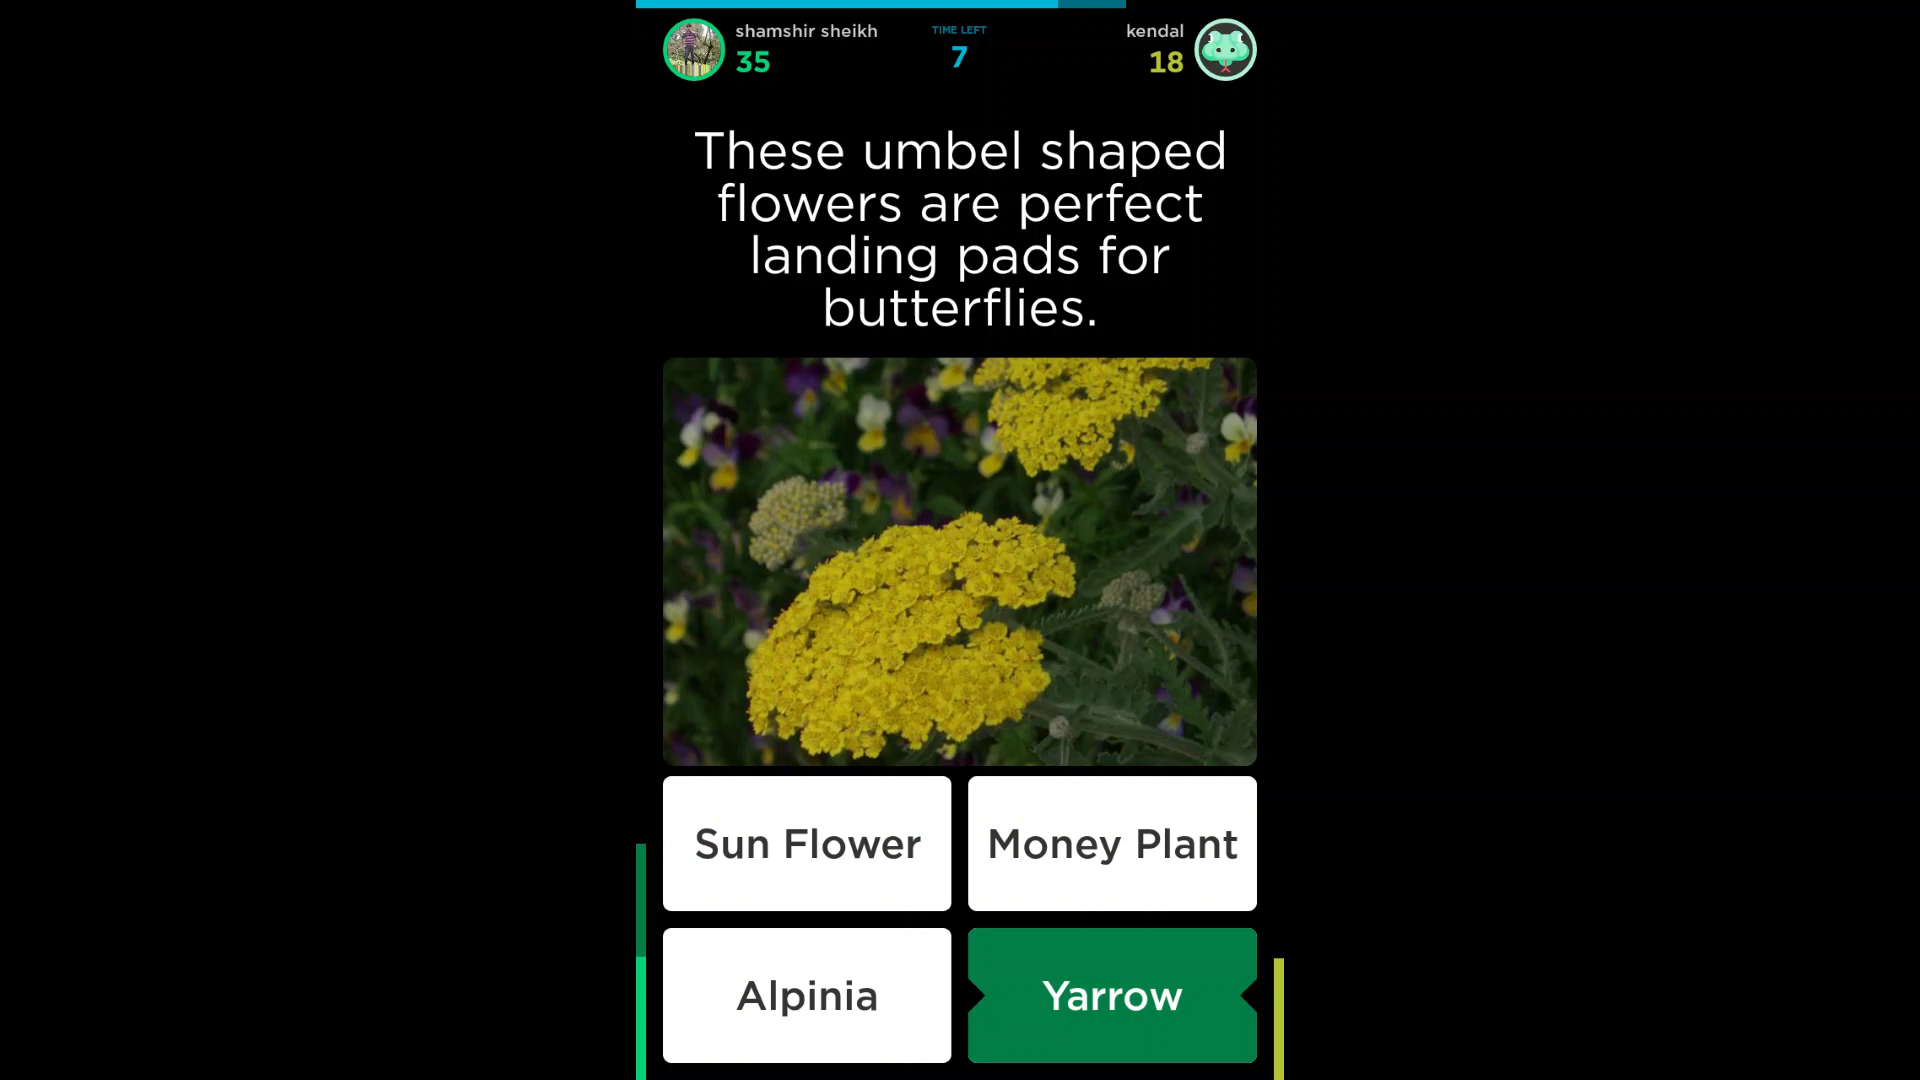 shamshir sheikh
35
TIME LEFT
7
kendal
18
These umbel shaped
flowers are perfect
landing pads for
butterflies.
Sun Flower
Money Plant
Alpinia
Yarrow